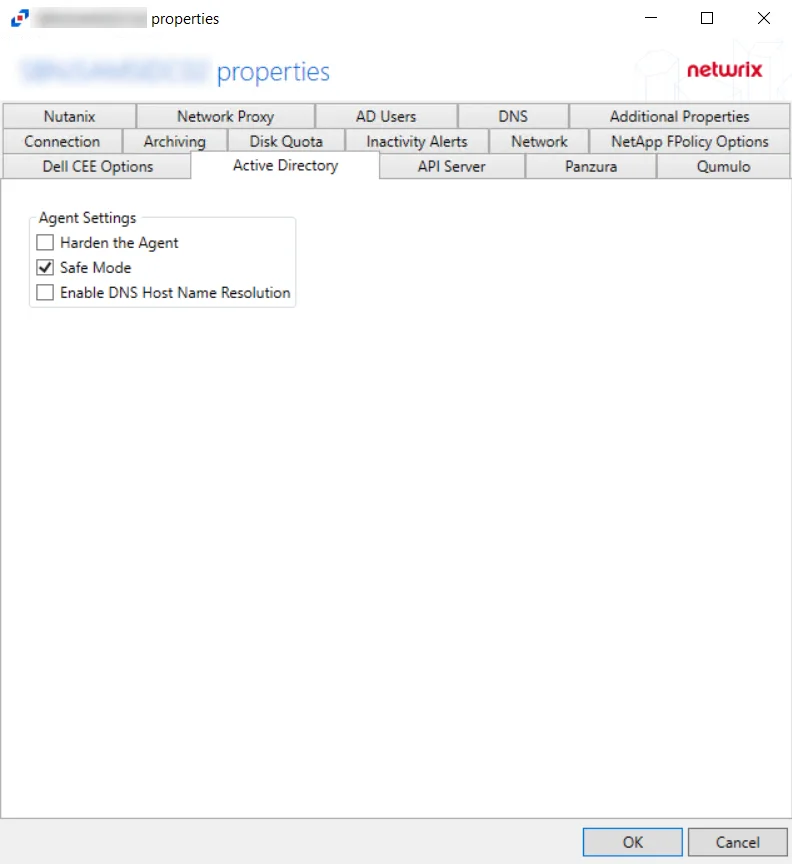 properties
properties
netwrix
Nutanix Network Proxy AD Users DNS Additional Properties
Connection Archiving Disk Quota Inactivity Alerts Network NetApp FPolicy Options
Dell CEE Options Active Directory API Server Panzura Qumulo
Agent Settings
Harden the Agent
Safe Mode
Enable DNS Host Name Resolution
OK Cancel